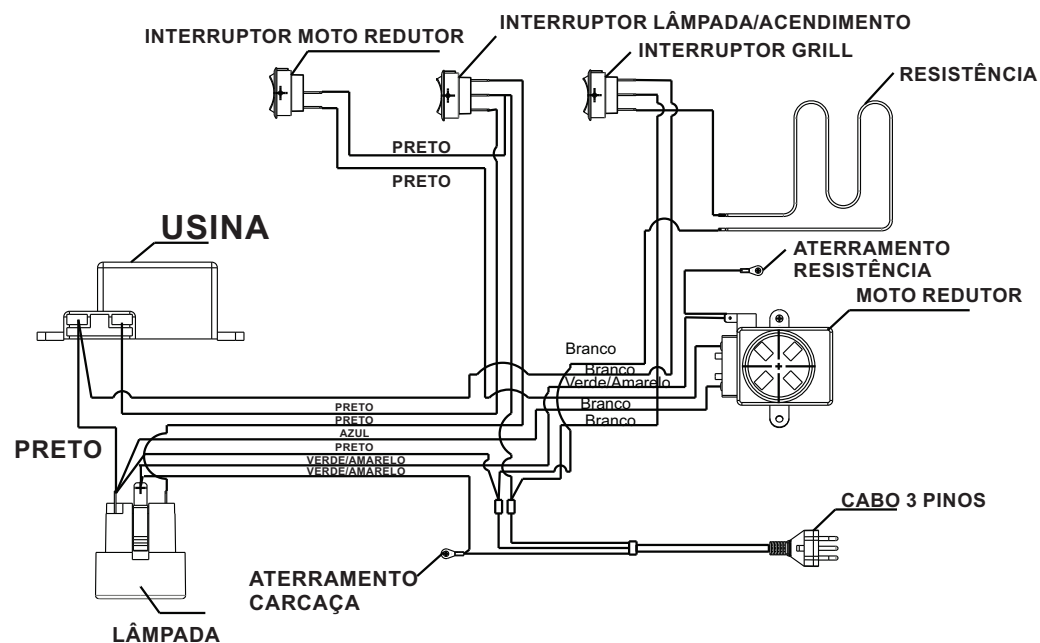 INTERRUPTOR LÂMPADA/ACENDIMENTO
INTERRUPTOR MOTO REDUTOR
INTERRUPTOR GRILL
RESISTÊNCIA
PRETO
PRETO
USINA
ATERRAMENTO
RESISTÊNCIA
MOTO REDUTOR
Branco
Branco
Verde/Amarelo
Branco
Branco
PRETO
PRETO
AZUL
PRETO
VERDE/AMARELO
VERDE/AMARELO
PRETO
CABO 3 PINOS
ATERRAMENTO
CARCAÇA
LÂMPADA